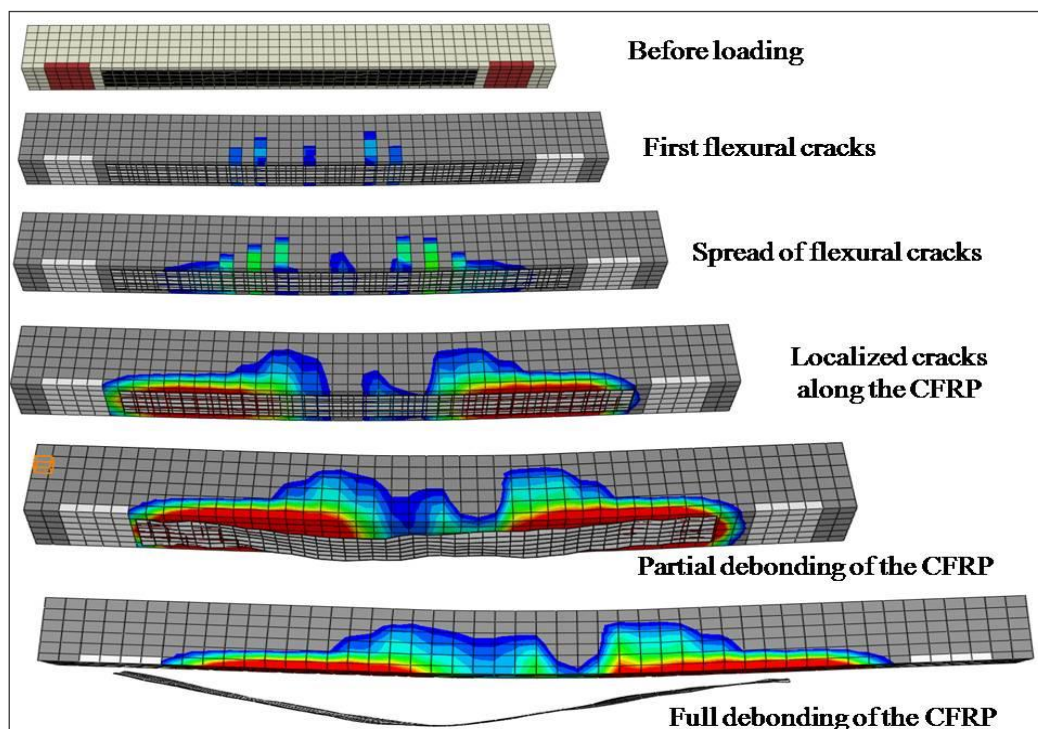 Before loading
First flexural cracks
Spread of flexural cracks
Localized cracks
along the CFRP
Partial debonding of the CFRP
Full debonding of the CFRP